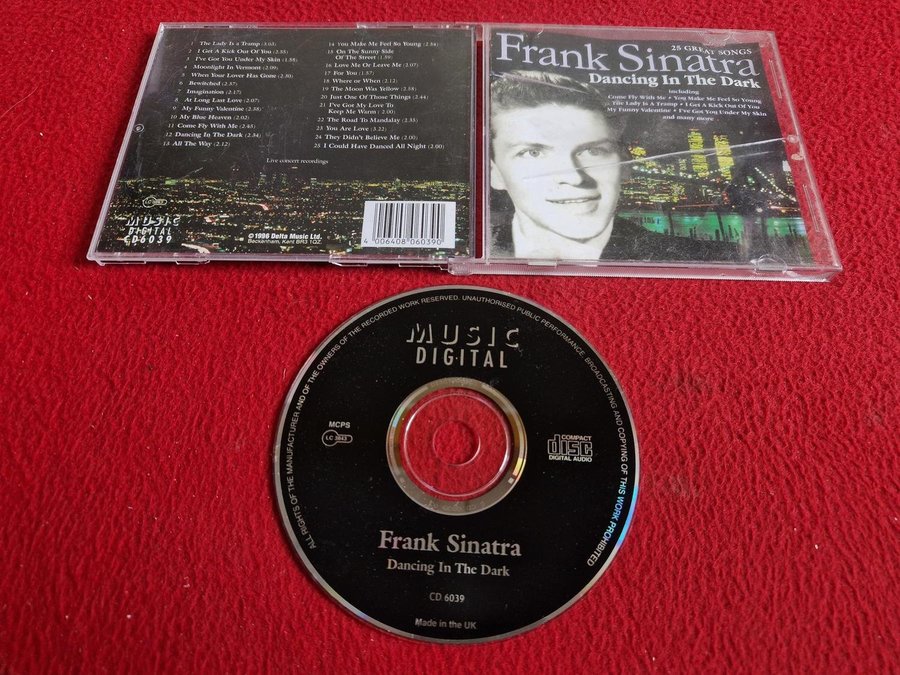 1 The Lady Is a Tramp (3.03)
2 I Get A Kick Out Of You (2.55)
3 I've Got You Under My Skin (1.58)
4 Moonlight In Vermont (2.09)
5 When Your Lover Has Gone (2.30)
6 Bewitched (2.57)
7 Imagination (2.17)
8 At Long Last Love (2.07)
9 My Funny Valentine (2.38)
10 My Blue Heaven (2.02)
11 Come Fly With Me (2.45)
12 Dancing In The Dark (2.34)
13 All The Way (2.12)
14 You Make Me Feel So Young (2.54)
15 On The Sunny Side
Of The Street (1.59)
16 Love Me Or Leave Me (2.07)
17 For You (1.57)
18 Where or When (2.12)
19 The Moon Was Yellow (2.58)
20 Just One Of Those Things (2.44)
21 I've Got My Love To
Keep Me Warm (2.00)
22 The Road To Mandalay (2.35)
23 You Are Love (3.22)
24 They Didn't Believe Me (2.00)
25 I Could Have Danced All Night (2.00)
Live concert recordings
MUSIC
DIGITAL
CD6039
©1996 Delta Music Ltd.
Beckenham, Kent BR3 1QZ.
4 006408 060390
25 GREAT SONGS
Frank Sinatra
Dancing In The Dark
including
Come Fly With Me • You Make Me Feel So Young
The Lady Is A Tramp • I Get A Kick Out Of You
My Funny Valentine • I've Got You Under My Skin
and many more
ALL RIGHTS OF THE MANUFACTURER AND OF THE OWNERS OF THE RECORDED WORK RESERVED. UNAUTHORISED PUBLIC PERFORMANCE, BROADCASTING AND COPYING OF THIS WORK PROHIBITED
MUSIC
DIGITAL
MCPS
LC 3843
COMPACT
disc
DIGITAL AUDIO
Frank Sinatra
Dancing In The Dark
CD 6039
Made in the UK